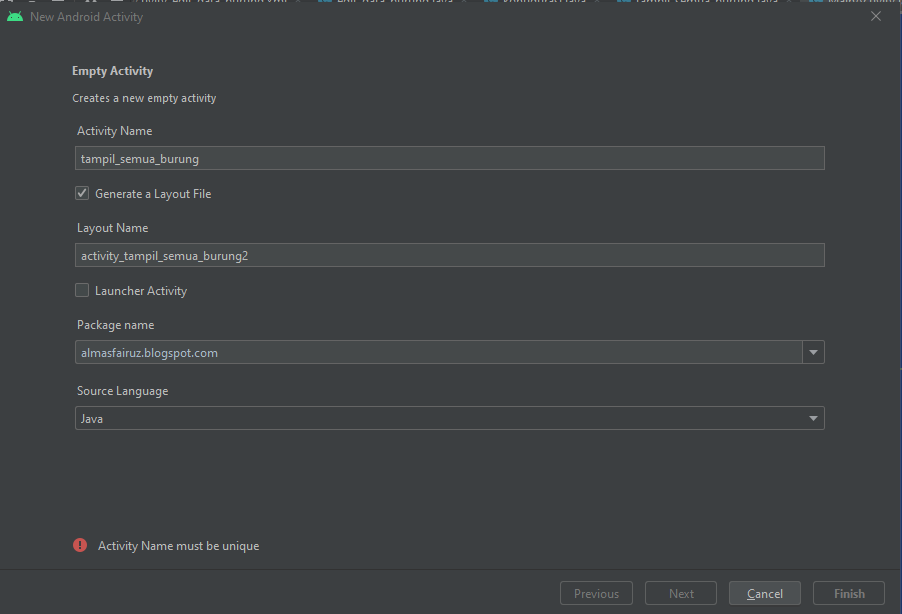 New Android Activity
Empty Activity
Creates a new empty activity
Activity Name
tampil_semua_burung
Generate a Layout File
Layout Name
activity_tampil_semua_burung2
Launcher Activity
Package name
almasfairuz.blogspot.com
Source Language
Java
Activity Name must be unique
Previous Next Cancel Finish